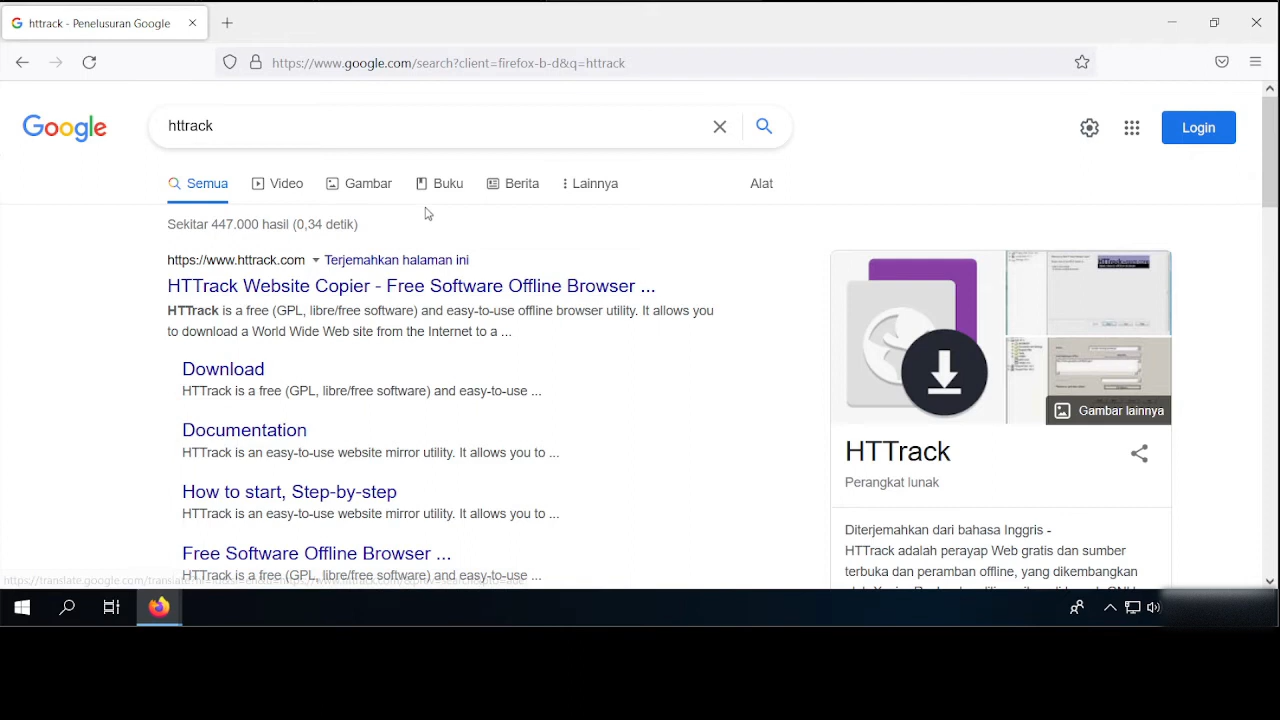 httrack - Penelusuran Google
https://www.google.com/search?client=firefox-b-d&q=httrack
Google
httrack
Login
Semua
Video
Gambar
Buku
Berita
Lainnya
Alat
Sekitar 447.000 hasil (0,34 detik)
https://www.httrack.com Terjemahkan halaman ini
HTTrack Website Copier - Free Software Offline Browser ...
HTTrack is a free (GPL, libre/free software) and easy-to-use offline browser utility. It allows you
to download a World Wide Web site from the Internet to a ...
Download
HTTrack is a free (GPL, libre/free software) and easy-to-use ...
Documentation
HTTrack is an easy-to-use website mirror utility. It allows you to ...
How to start, Step-by-step
HTTrack is an easy-to-use website mirror utility. It allows you to ...
Free Software Offline Browser ...
HTTrack is a free (GPL, libre/free software) and easy-to-use ...
Gambar lainnya
HTTrack
Perangkat lunak
Diterjemahkan dari bahasa Inggris -
HTTrack adalah perayap Web gratis dan sumber
terbuka dan peramban offline, yang dikembangkan